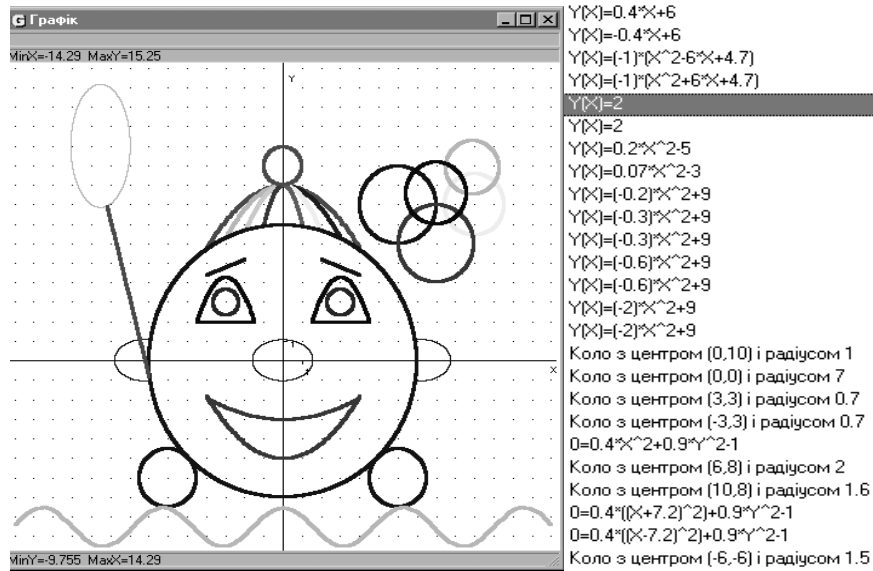 G Графік
MinX=-14.29 MaxY=15.25
Y
1
1
X
MinY=-9.755 MaxX=14.29
Y(X)=0.4*X+6
Y(X)=-0.4*X+6
Y(X)=(-1)*(X^2-6*X+4.7)
Y(X)=(-1)*(X^2+6*X+4.7)
Y(X)=2
Y(X)=2
Y(X)=0.2*X^2-5
Y(X)=0.07*X^2-3
Y(X)=(-0.2)*X^2+9
Y(X)=(-0.3)*X^2+9
Y(X)=(-0.3)*X^2+9
Y(X)=(-0.6)*X^2+9
Y(X)=(-0.6)*X^2+9
Y(X)=(-2)*X^2+9
Y(X)=(-2)*X^2+9
Коло з центром (0,10) і радіусом 1
Коло з центром (0,0) і радіусом 7
Коло з центром (3,3) і радіусом 0.7
Коло з центром (-3,3) і радіусом 0.7
0=0.4*X^2+0.9*Y^2-1
Коло з центром (6,8) і радіусом 2
Коло з центром (10,8) і радіусом 1.6
0=0.4*((X+7.2)^2)+0.9*Y^2-1
0=0.4*((X-7.2)^2)+0.9*Y^2-1
Коло з центром (-6,-6) і радіусом 1.5